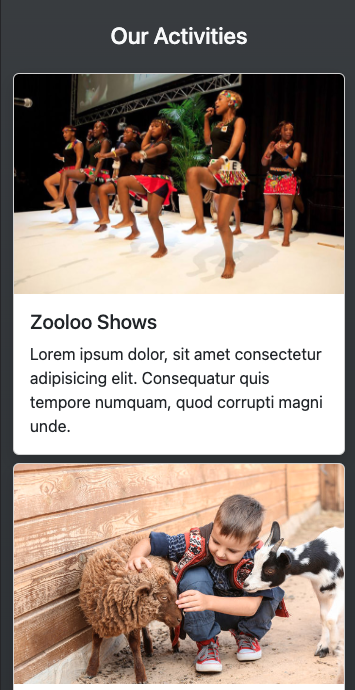 Our Activities
Zooloo Shows
Lorem ipsum dolor, sit amet consectetur
adipisicing elit. Consequatur quis
tempore numquam, quod corrupti magni
unde.